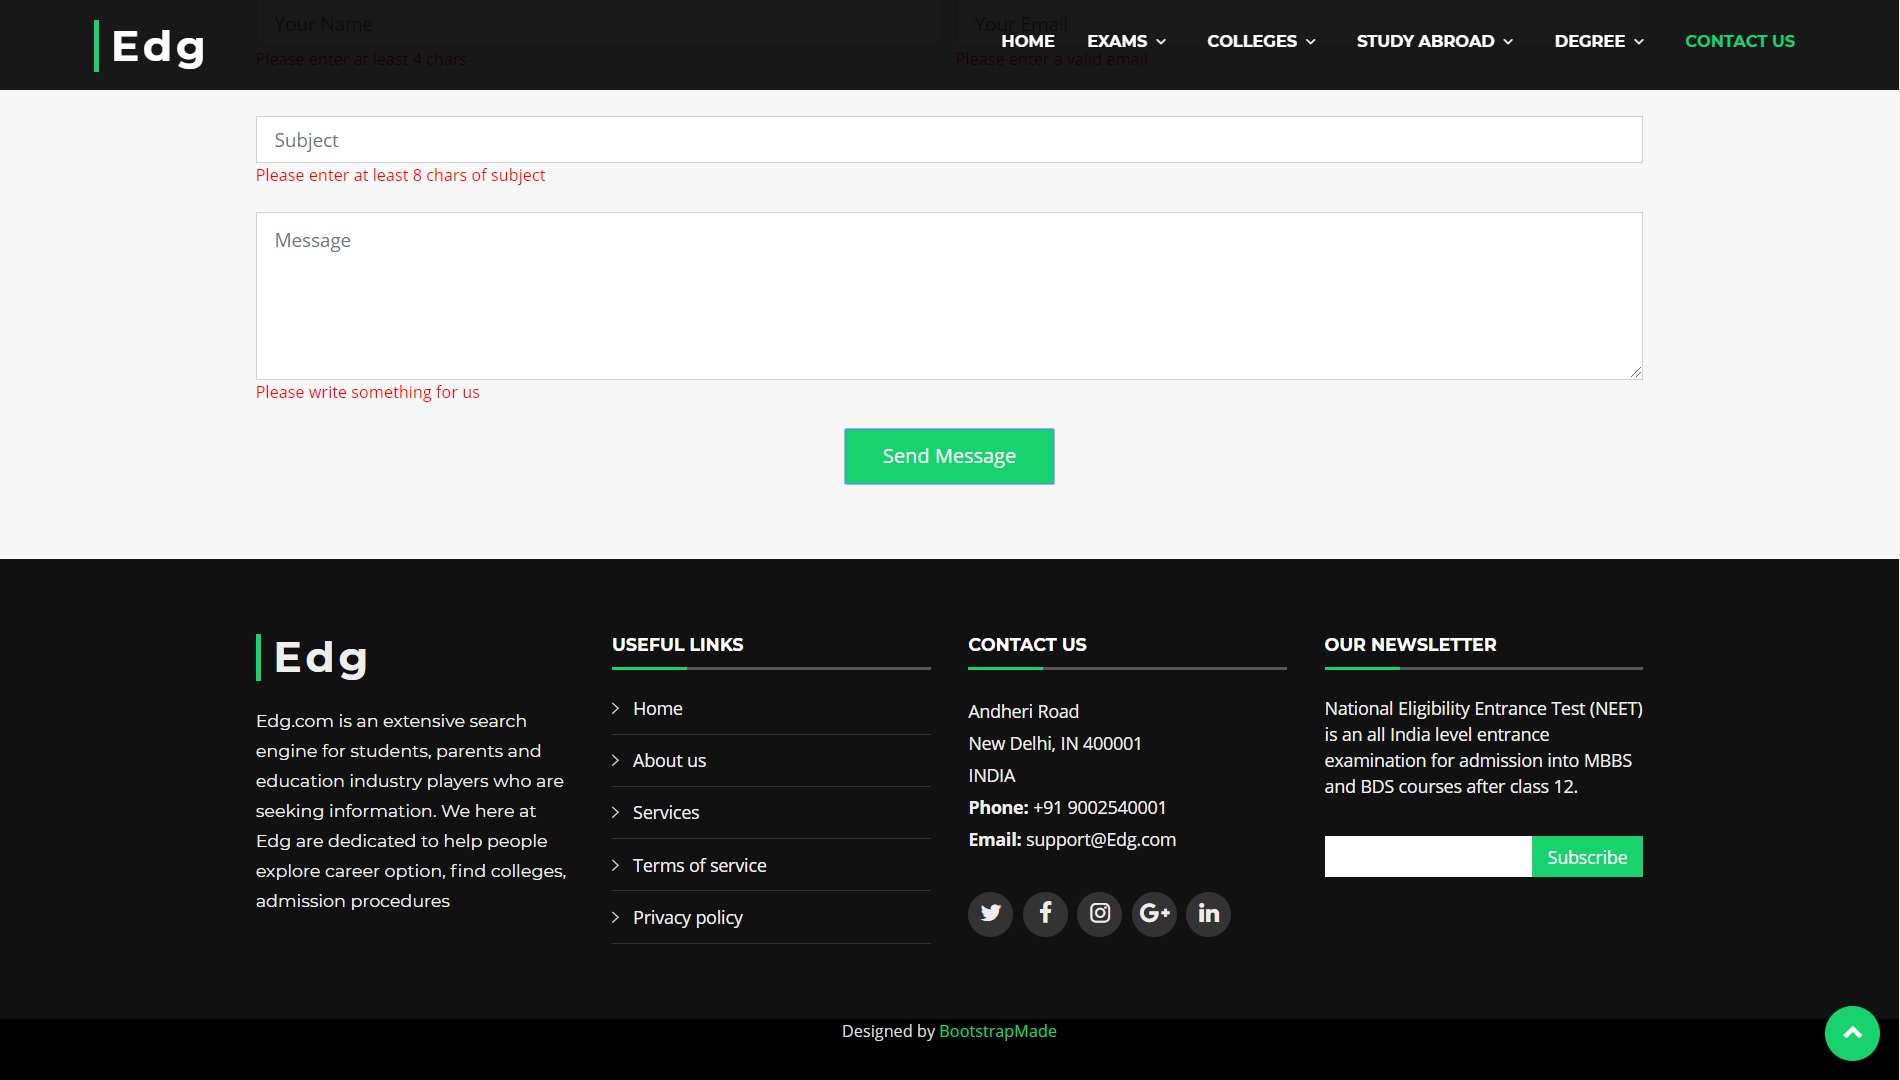 Your Name
Your Email
Edg
HOME
EXAMS
COLLEGES
STUDY ABROAD
DEGREE
CONTACT US
Please enter at least 4 chars
Please enter a valid email
Subject
Please enter at least 8 chars of subject
Message
Please write something for us
Send Message
Edg
Edg.com is an extensive search
engine for students, parents and
education industry players who are
seeking information. We here at
Edg are dedicated to help people
explore career option, find colleges,
admission procedures
USEFUL LINKS
Home
About us
Services
Terms of service
Privacy policy
CONTACT US
Andheri Road
New Delhi, IN 400001
INDIA
Phone: +91 9002540001
Email: support@Edg.com
OUR NEWSLETTER
National Eligibility Entrance Test (NEET)
is an all India level entrance
examination for admission into MBBS
and BDS courses after class 12.
Subscribe
Designed by BootstrapMade